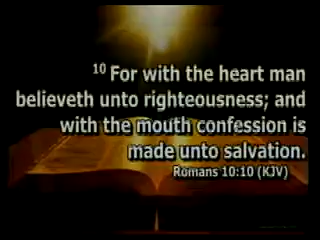 10 For with the heart man
believeth unto righteousness; and
with the mouth confession is
made unto salvation.
Romans 10:10 (KJV)